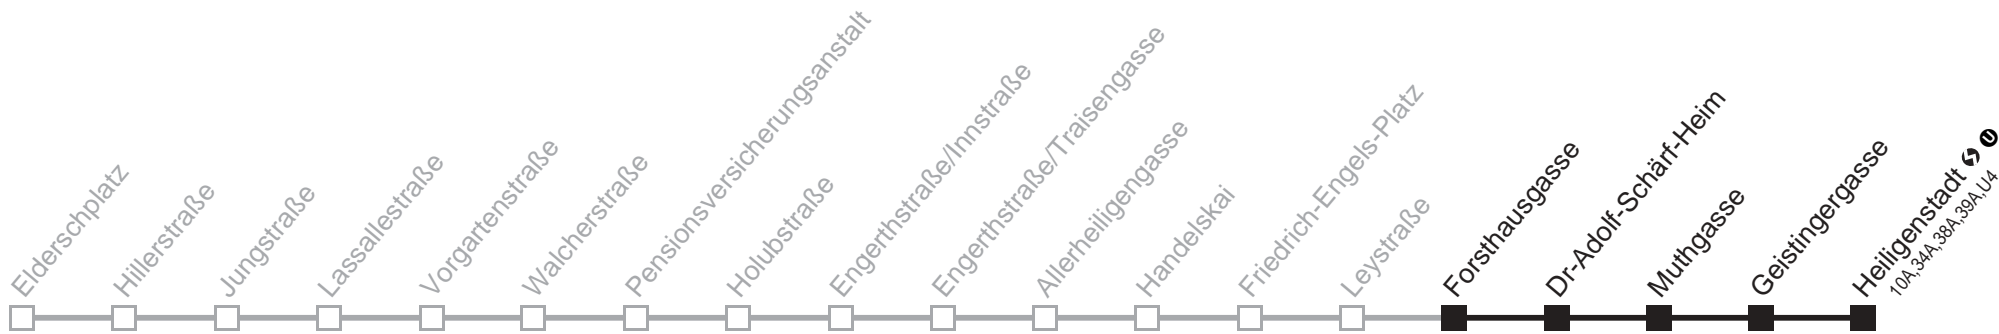 Elderschplatz
Hillerstraße
Jungstraße
Lassallestraße
Vorgartenstraße
Walcherstraße
Pensionsversicherungsanstalt
Holubstraße
Engerthstraße/Innstraße
Engerthstraße/Traisengasse
Allerheiligengasse
Handelskai
Friedrich-Engels-Platz
Leystraße
Forsthausgasse
Dr-Adolf-Schärf-Heim
Muthgasse
Geistingergasse
Heiligenstadt U
10A,34A,38A,39A,U4